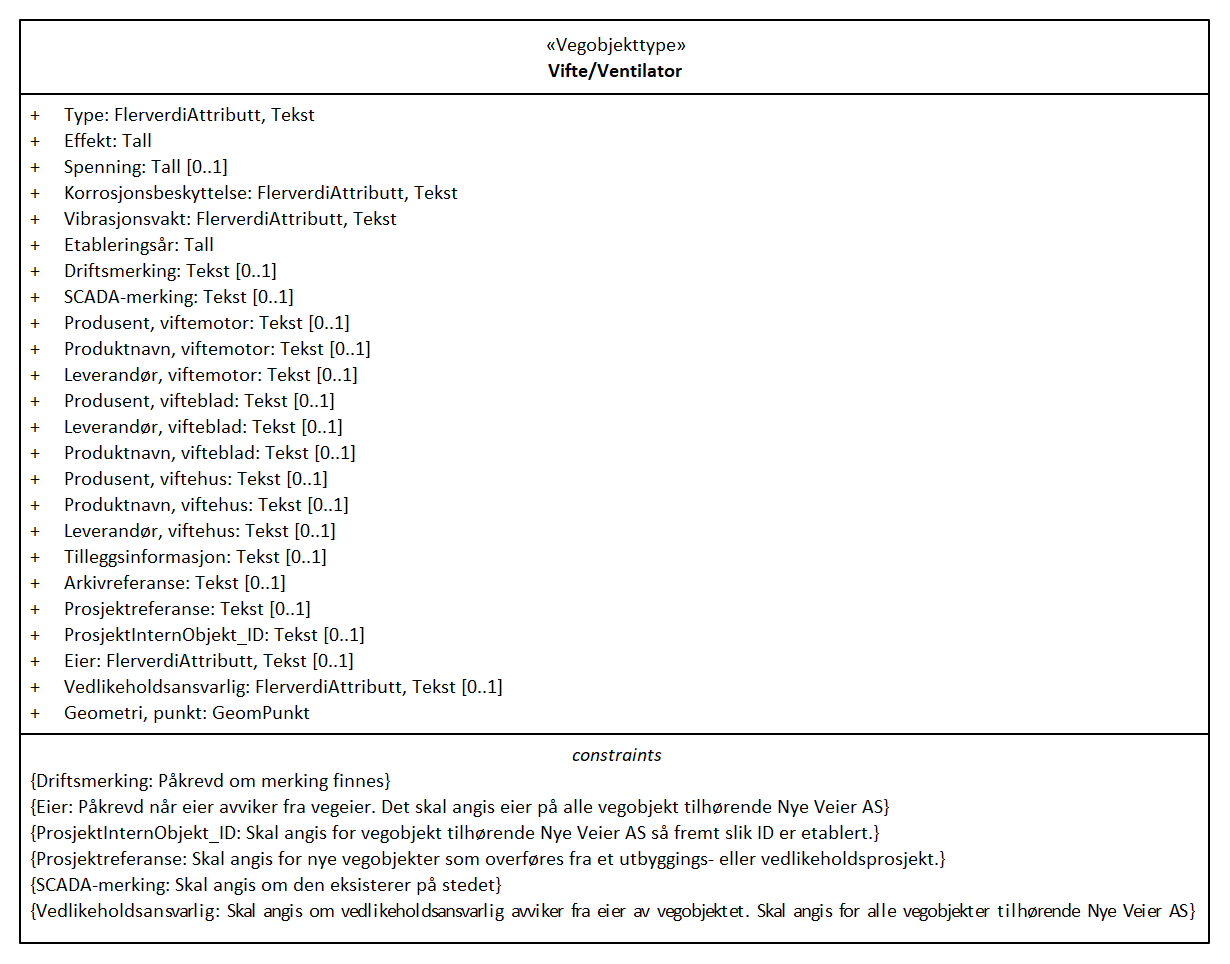 «Vegobjekttype»
Vifte/Ventilator
+ Type: FlerverdiAttributt, Tekst
+ Effekt: Tall
+ Spenning: Tall [0..1]
+ Korrosjonsbeskyttelse: FlerverdiAttributt, Tekst
+ Vibrasjonsvakt: FlerverdiAttributt, Tekst
+ Etableringsår: Tall
+ Driftsmerking: Tekst [0..1]
+ SCADA-merking: Tekst [0..1]
+ Produsent, viftemotor: Tekst [0..1]
+ Produktnavn, viftemotor: Tekst [0..1]
+ Leverandør, viftemotor: Tekst [0..1]
+ Produsent, vifteblad: Tekst [0..1]
+ Leverandør, vifteblad: Tekst [0..1]
+ Produktnavn, vifteblad: Tekst [0..1]
+ Produsent, viftehus: Tekst [0..1]
+ Produktnavn, viftehus: Tekst [0..1]
+ Leverandør, viftehus: Tekst [0..1]
+ Tilleggsinformasjon: Tekst [0..1]
+ Arkivreferanse: Tekst [0..1]
+ Prosjektreferanse: Tekst [0..1]
+ ProsjektInternObjekt_ID: Tekst [0..1]
+ Eier: FlerverdiAttributt, Tekst [0..1]
+ Vedlikeholdsansvarlig: FlerverdiAttributt, Tekst [0..1]
+ Geometri, punkt: GeomPunkt
constraints
{Driftsmerking: Påkrevd om merking finnes}
{Eier: Påkrevd når eier avviker fra vegeier. Det skal angis eier på alle vegobjekt tilhørende Nye Veier AS}
{ProsjektInternObjekt_ID: Skal angis for vegobjekt tilhørende Nye Veier AS så fremt slik ID er etablert.}
{Prosjektreferanse: Skal angis for nye vegobjekter som overføres fra et utbyggings- eller vedlikeholdsprosjekt.}
{SCADA-merking: Skal angis om den eksisterer på stedet}
{Vedlikeholdsansvarlig: Skal angis om vedlikeholdsansvarlig avviker fra eier av vegobjektet. Skal angis for alle vegobjekter tilhørende Nye Veier AS}